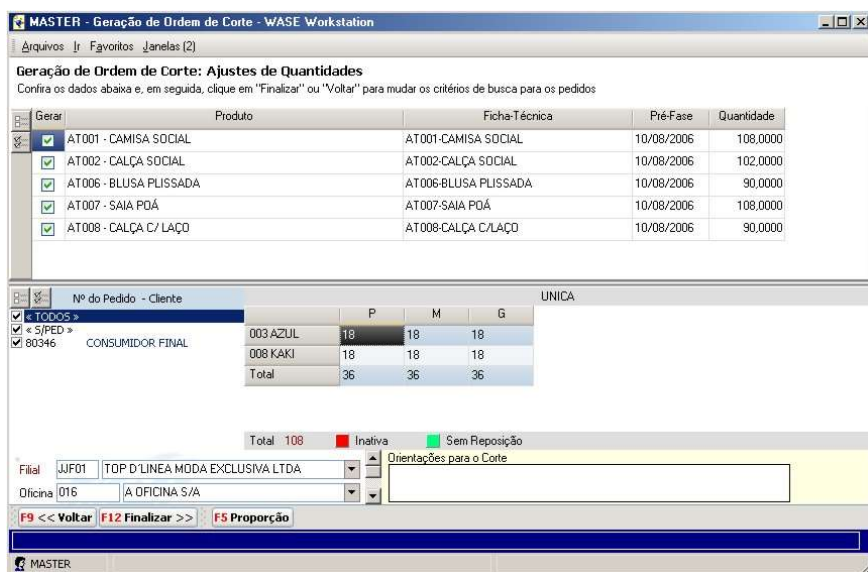 MASTER - Geração de Ordem de Corte - WASE Workstation
Arquivos Ir Favoritos Janelas (2)
Geração de Ordem de Corte: Ajustes de Quantidades
Confira os dados abaixa e, em seguida, clique em "Finalizar" ou "Voltar" para mudar os critérios de busca para os pedidos
Gerar Produto Ficha-Técnica Pré-Fase Quantidade
AT001 - CAMISA SOCIAL AT001-CAMISA SOCIAL 10/08/2006 108,0000
AT002 - CALÇA SOCIAL AT002-CALÇA SOCIAL 10/08/2006 102,0000
AT006 - BLUSA PLISSADA AT006-BLUSA PLISSADA 10/08/2006 90,0000
AT007 - SAIA POÁ AT007-SAIA POÁ 10/08/2006 108,0000
AT008 - CALÇA C/ LAÇO AT008-CALÇA C/LAÇO 10/08/2006 90,0000
Nº do Pedido - Cliente UNICA
« TODOS »
« S/PED »
80346 CONSUMIDOR FINAL
P M G
003 AZUL 18 18 18
008 KAKI 18 18 18
Total 36 36 36
Total 108 Inativa Sem Reposição
Filial JJF01 TOP D'LINEA MODA EXCLUSIVA LTDA
Oficina 016 A OFICINA S/A
Orientações para o Corte
F9 << Voltar F12 Finalizar >> F5 Proporção
MASTER